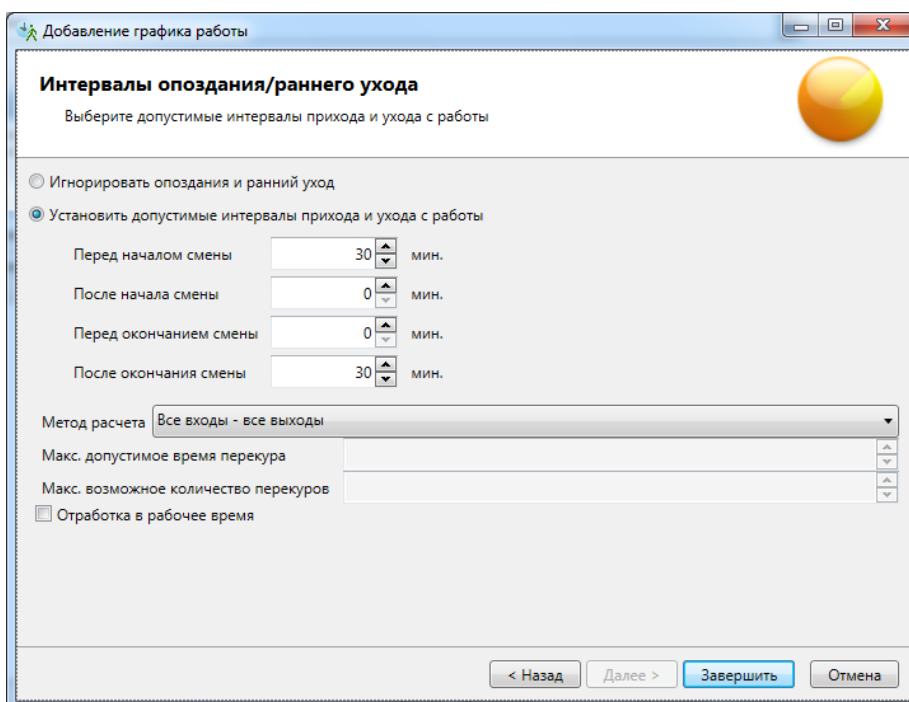 Добавление графика работы
Интервалы опоздания/раннего ухода
Выберите допустимые интервалы прихода и ухода с работы
Игнорировать опоздания и ранний уход
Установить допустимые интервалы прихода и ухода с работы
Перед началом смены 30 мин.
После начала смены 0 мин.
Перед окончанием смены 0 мин.
После окончания смены 30 мин.
Метод расчета Все входы - все выходы
Макс. допустимое время перекура
Макс. возможное количество перекуров
Отработка в рабочее время
< Назад Далее > Завершить Отмена